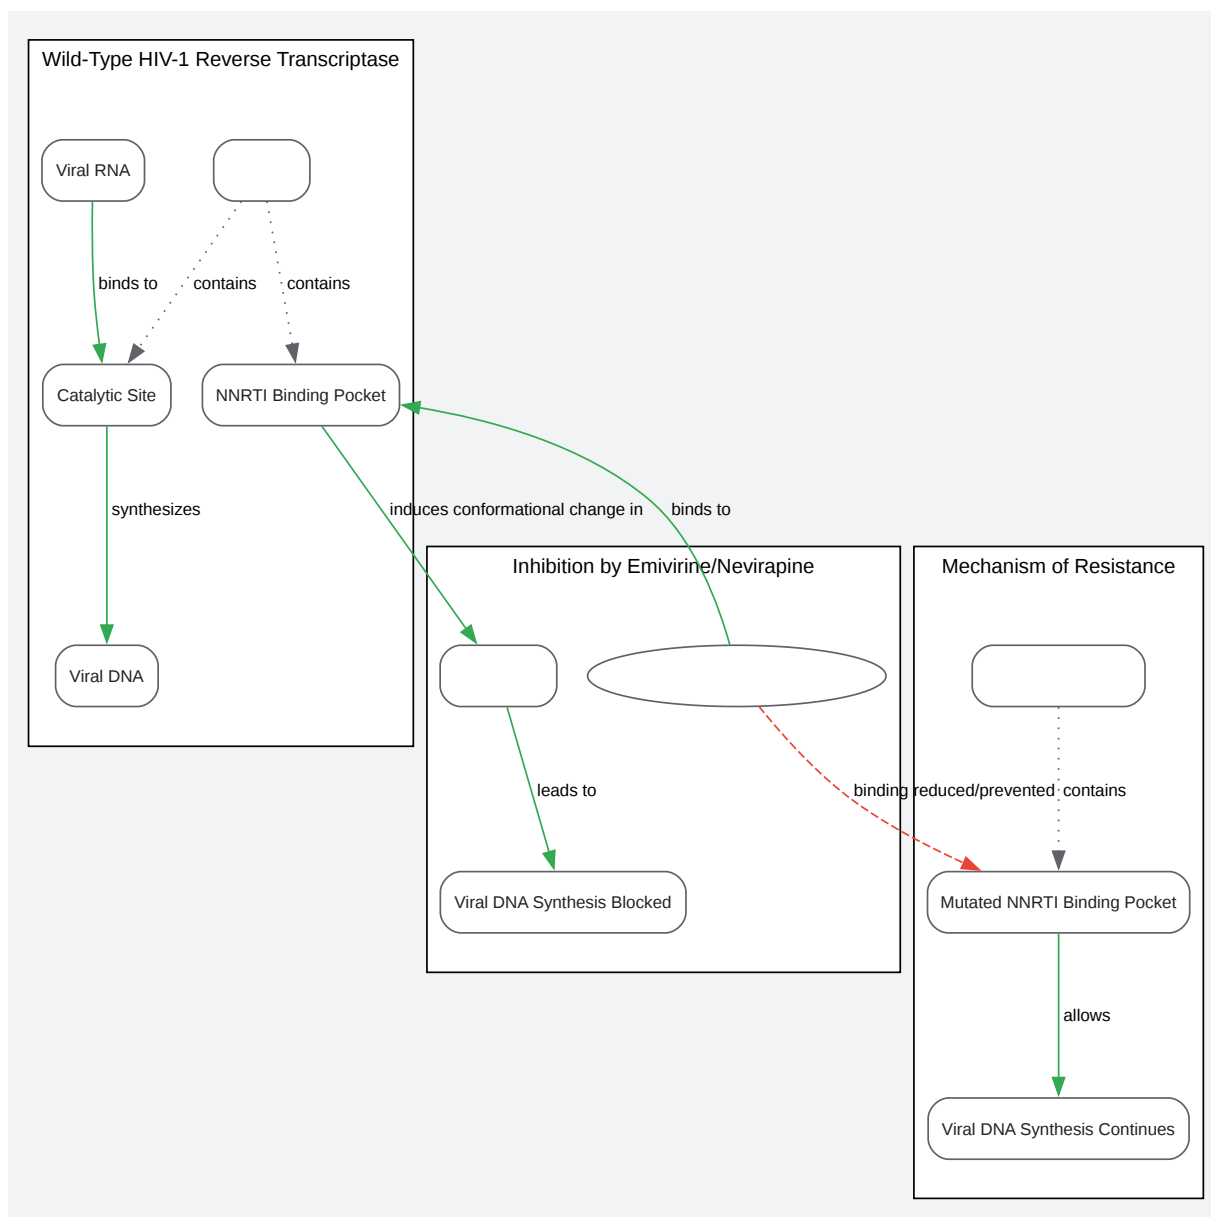 Wild-Type HIV-1 Reverse Transcriptase
Viral RNA
binds to
contains
contains
Catalytic Site
NNRTI Binding Pocket
synthesizes
induces conformational change in
binds to
Viral DNA
Inhibition by Emivirine/Nevirapine
leads to
Viral DNA Synthesis Blocked
Mechanism of Resistance
binding reduced/prevented
contains
Mutated NNRTI Binding Pocket
allows
Viral DNA Synthesis Continues